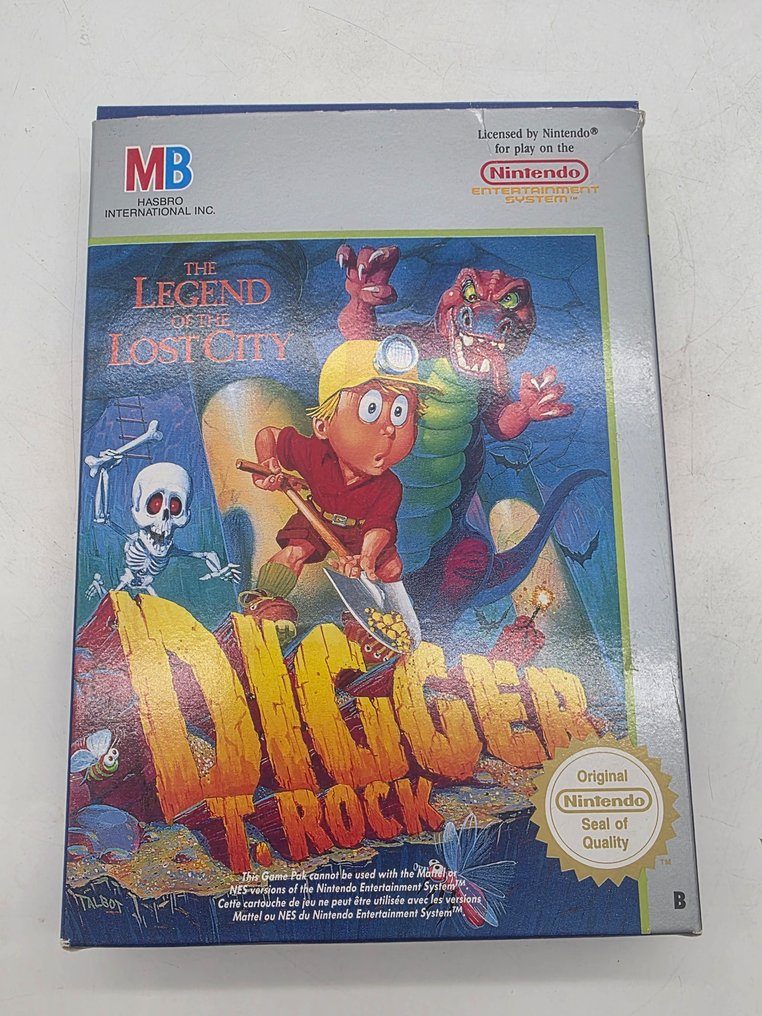 MB
HASBRO
INTERNATIONAL INC.
Licensed by Nintendo®
for play on the
Nintendo
ENTERTAINMENT
SYSTEM™
THE
LEGEND
OF THE
LOST CITY
DIGGER
T. ROCK
Original
Nintendo
Seal of
Quality
TM
This Game Pak cannot be used with the Mattel or
NES versions of the Nintendo Entertainment System™.
Cette cartouche de jeu ne peut être utilisée avec les versions
Mattel ou NES du Nintendo Entertainment System™.
TALBOT
B